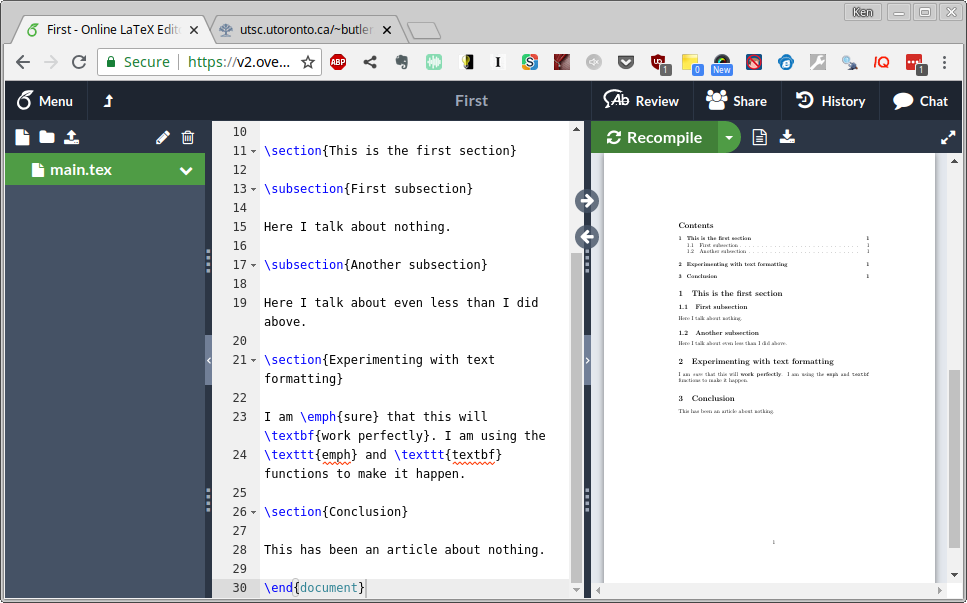 Ken
First - Online LaTeX Edit
utsc.utoronto.ca/~butler
Secure
https://v2.ove...
ABP
1
0
New
IQ
1
Menu
First
Review
Share
History
Chat
Recompile
main.tex
10
11 \section{This is the first section}
12
13 \subsection{First subsection}
14
15 Here I talk about nothing.
16
17 \subsection{Another subsection}
18
19 Here I talk about even less than I did
above.
20
21 \section{Experimenting with text
formatting}
22
23 I am \emph{sure} that this will
\textbf{work perfectly}. I am using the
24 \texttt{emph} and \texttt{textbf}
functions to make it happen.
25
26 \section{Conclusion}
27
28 This has been an article about nothing.
29
30 \end{document}
Contents
1 This is the first section 1
1.1 First subsection . . . . . . . . . . . . . . . . . . . . . . . . . . . . 1
1.2 Another subsection . . . . . . . . . . . . . . . . . . . . . . . . . . 1
2 Experimenting with text formatting 1
3 Conclusion 1
1 This is the first section
1.1 First subsection
Here I talk about nothing.
1.2 Another subsection
Here I talk about even less than I did above.
2 Experimenting with text formatting
I am sure that this will work perfectly. I am using the emph and textbf
functions to make it happen.
3 Conclusion
This has been an article about nothing.
1